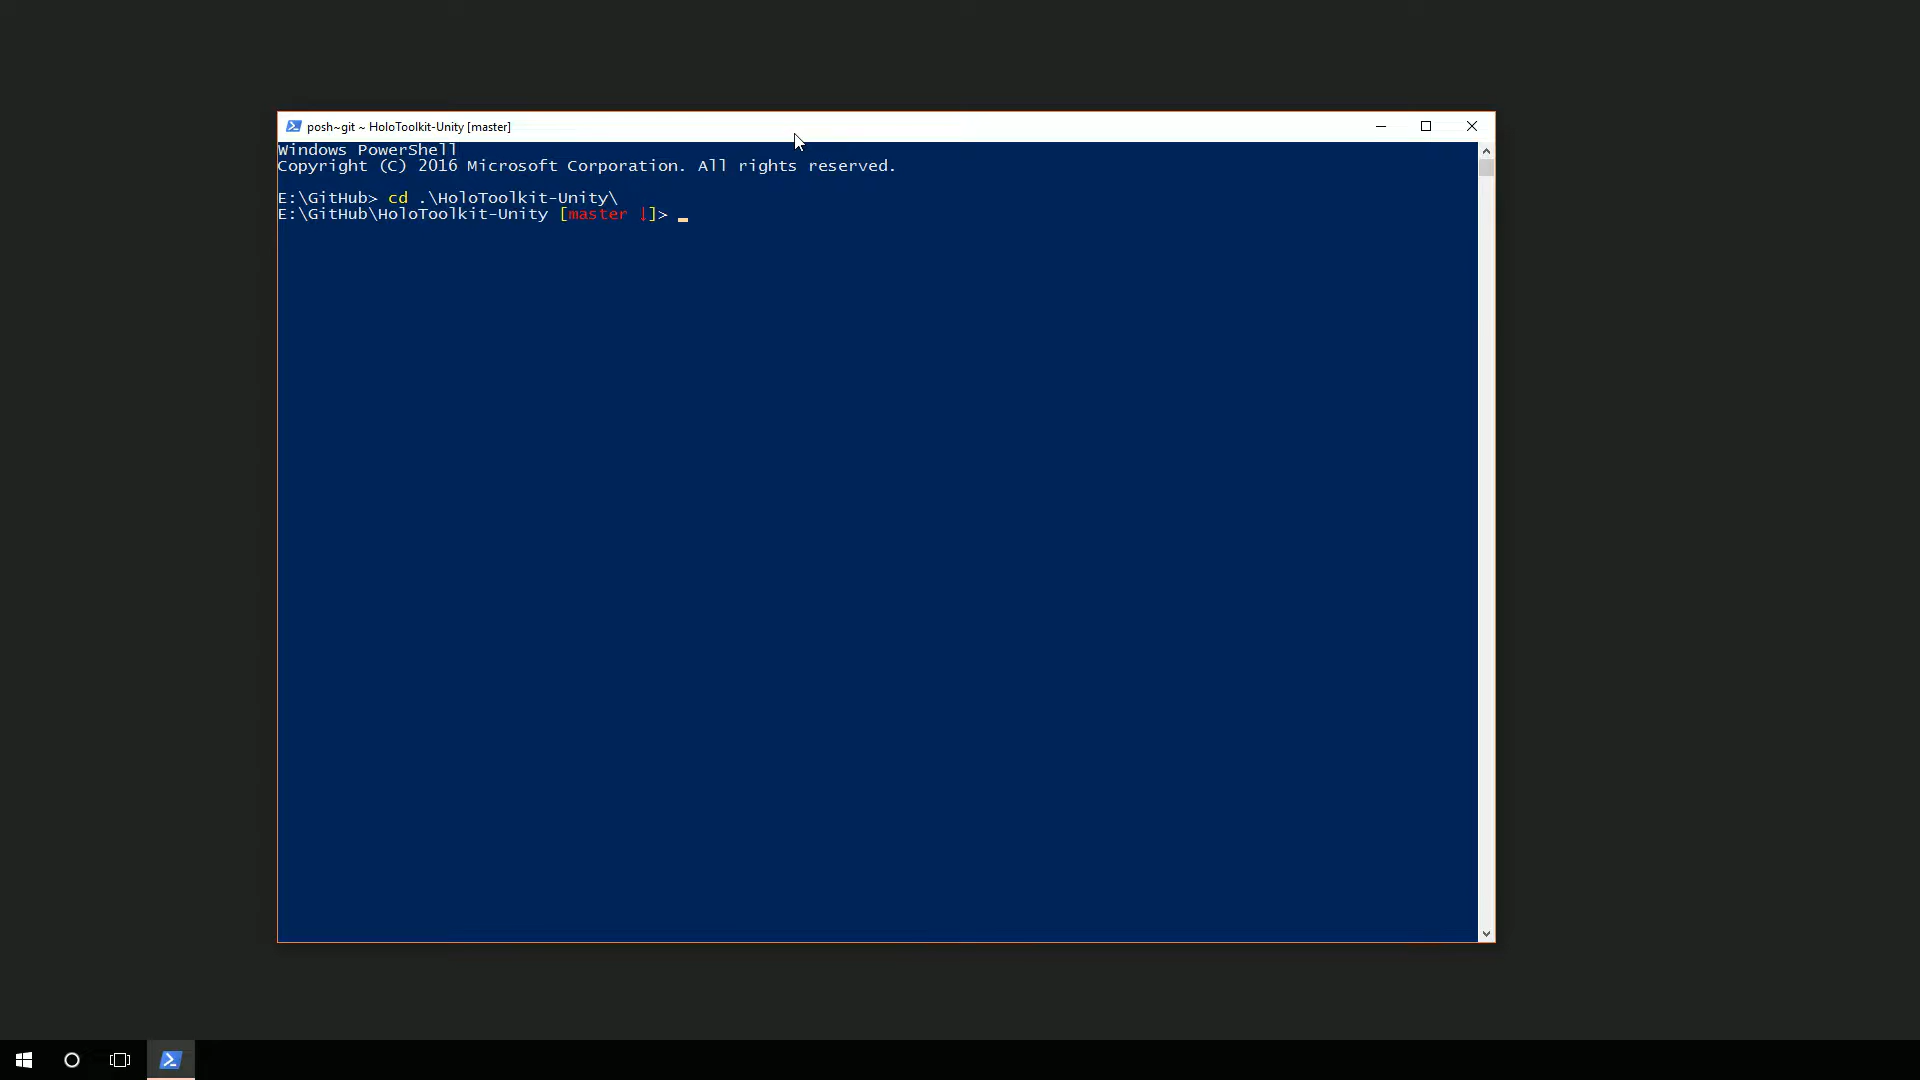 posh~git ~ HoloToolkit-Unity [master]
Windows PowerShell
Copyright (C) 2016 Microsoft Corporation. All rights reserved.
E:\GitHub> cd .\HoloToolkit-Unity\
E:\GitHub\HoloToolkit-Unity [master ↓]> _